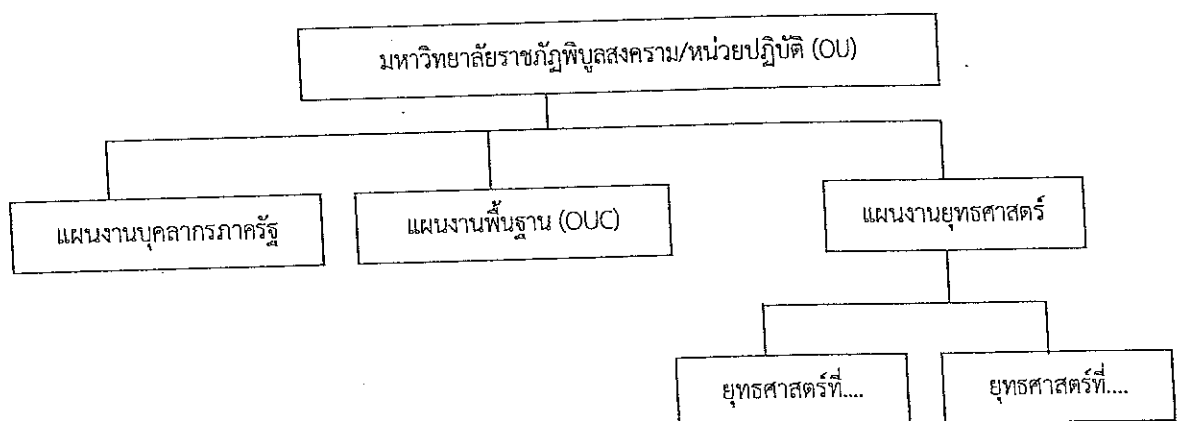 มหาวิทยาลัยราชภัฏพิบูลสงคราม/หน่วยปฏิบัติ (OU)
แผนงานบุคลากรภาครัฐ
แผนงานพื้นฐาน (OUC)
แผนงานยุทธศาสตร์
ยุทธศาสตร์ที่....
ยุทธศาสตร์ที่....